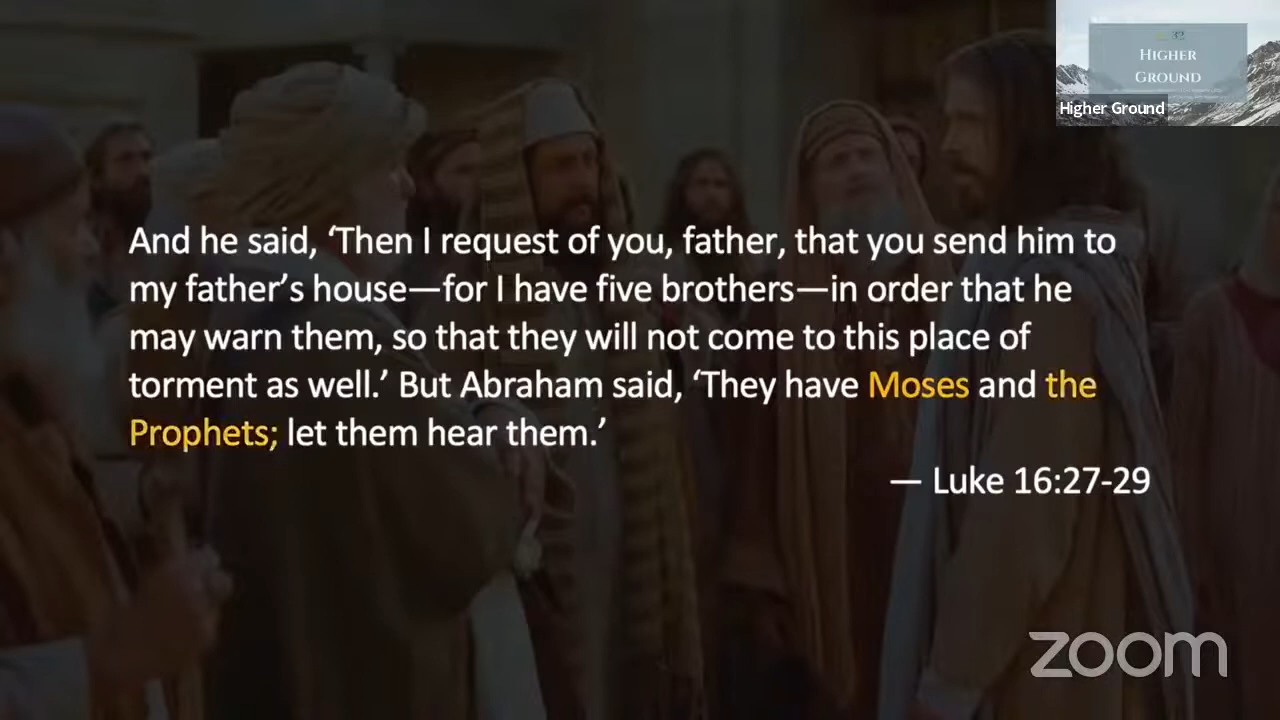 HIGHER
GROUND
Higher Ground
And he said, ‘Then I request of you, father, that you send him to
my father’s house—for I have five brothers—in order that he
may warn them, so that they will not come to this place of
torment as well.’ But Abraham said, ‘They have Moses and the
Prophets; let them hear them.’
— Luke 16:27-29
zoom